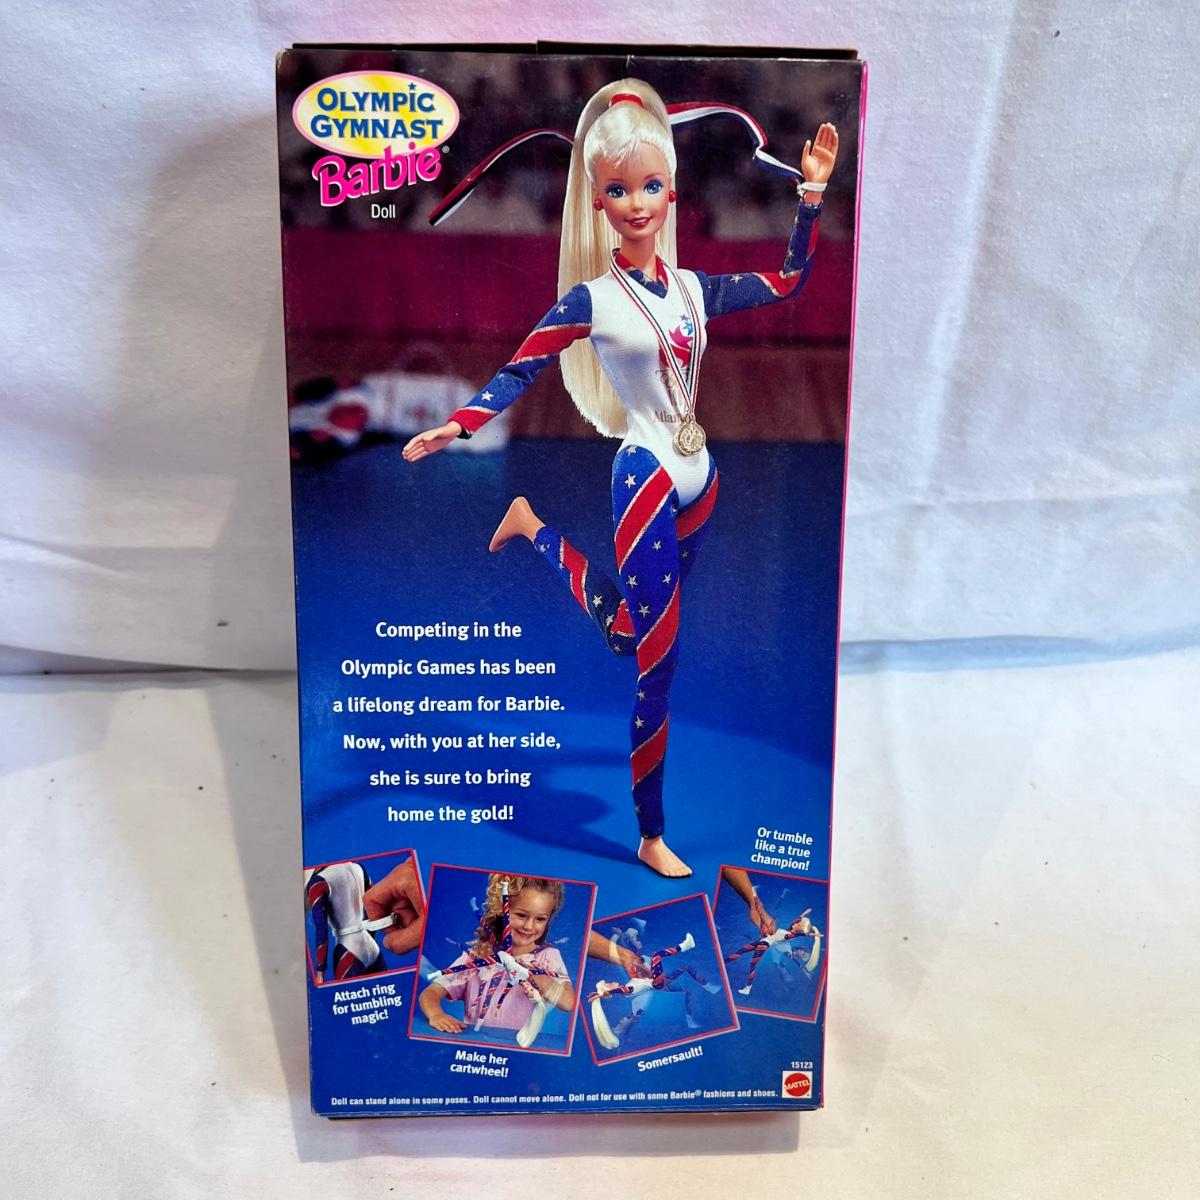 OLYMPIC
GYMNAST
Barbie®
Doll
Competing in the
Olympic Games has been
a lifelong dream for Barbie.
Now, with you at her side,
she is sure to bring
home the gold!
Or tumble
like a true
champion!
Attach ring
for tumbling
magic!
Make her
cartwheel!
Somersault!
15123
MATTEL
Doll can stand alone in some poses. Doll cannot move alone. Doll not for use with some Barbie® fashions and shoes.